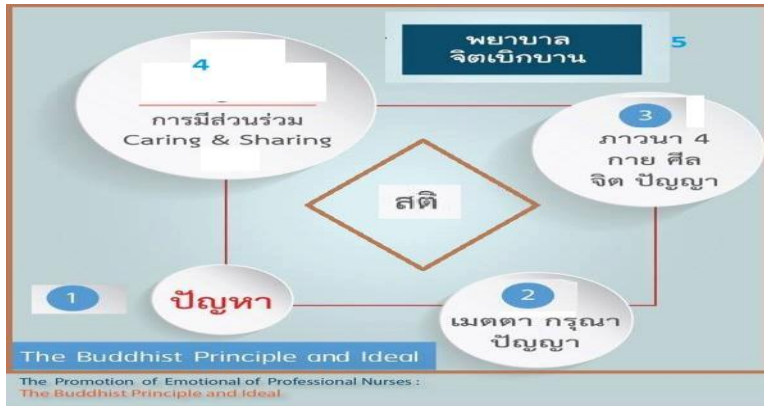 พยาบาล
จิตเบิกบาน
5
4
การมีส่วนร่วม
Caring & Sharing
3
ภาวนา 4
กาย ศีล
จิต ปัญญา
สติ
1
ปัญหา
2
เมตตา กรุณา
ปัญญา
The Buddhist Principle and Ideal
The Promotion of Emotional of Professional Nurses :
The Buddhist Principle and Ideal